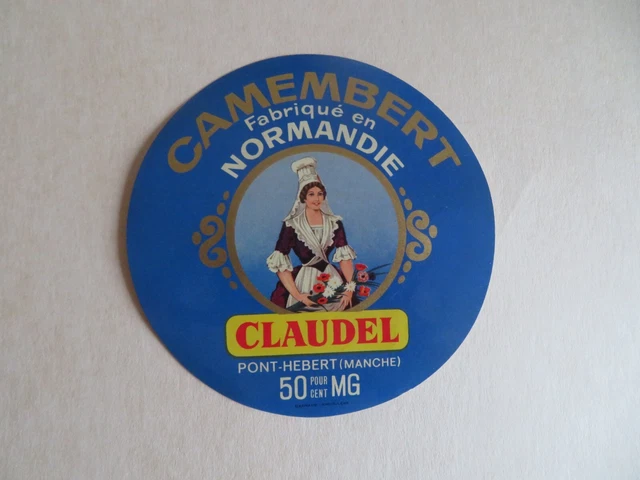 CAMEMBERT
Fabriqué en
NORMANDIE
CLAUDEL
PONT-HEBERT (MANCHE)
50 POUR CENT MG